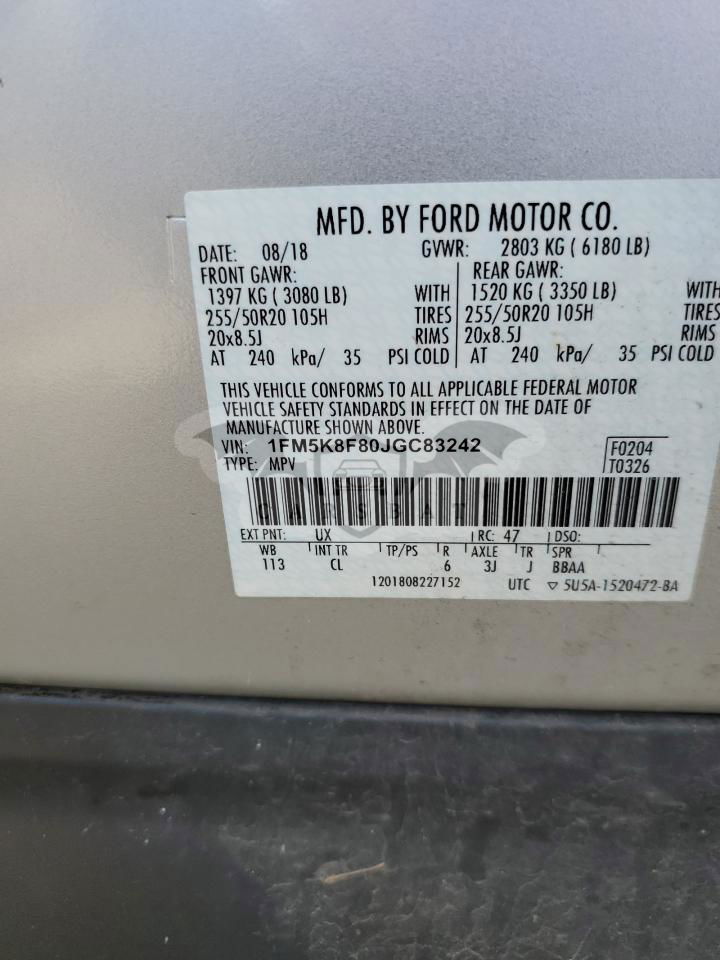 MFD. BY FORD MOTOR CO.
DATE: 08/18 GVWR: 2803 KG ( 6180 LB)
FRONT GAWR: REAR GAWR:
1397 KG ( 3080 LB) WITH 1520 KG ( 3350 LB) WITH
255/50R20 105H TIRES 255/50R20 105H TIRES
20x8.5J RIMS 20x8.5J RIMS
AT 240 kPa/ 35 PSI COLD AT 240 kPa/ 35 PSI COLD
THIS VEHICLE CONFORMS TO ALL APPLICABLE FEDERAL MOTOR
VEHICLE SAFETY STANDARDS IN EFFECT ON THE DATE OF
MANUFACTURE SHOWN ABOVE.
VIN: 1FM5K8F80JGC83242 F0204
TYPE: MPV T0326
CARSBAT
EXT PNT: UX RC: 47 DSO:
WB INT TR TP/PS R AXLE TR SPR
113 CL 6 3J J BBAA
1201808227152 UTC ▽ 5U5A-1520472-BA